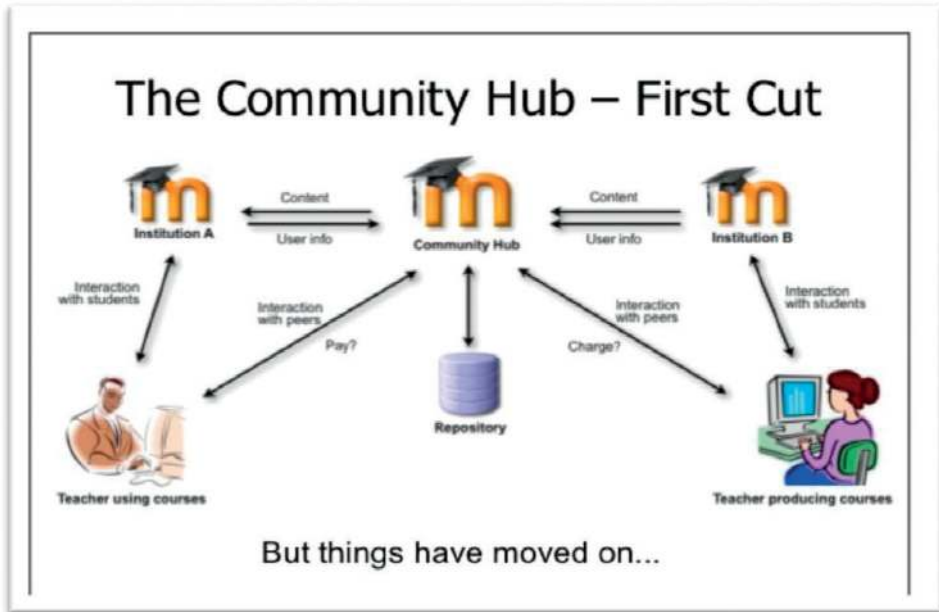 The Community Hub – First Cut
m
m
m
Content
Content
Institution A
User info
Community Hub
User info
Institution B
Interaction
with students
Interaction
with peers
Interaction
with peers
Interaction
with students
Pay?
Charge?
Repository
Teacher using courses
Teacher producing courses
But things have moved on...